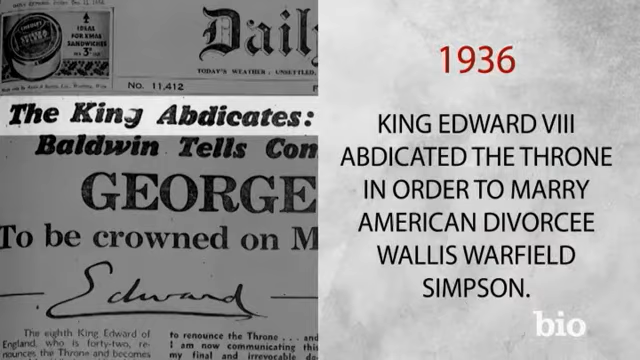 IDEAL
FOR XMAS
SANDWICHES
3D
Daily
TODAY'S WEATHER. UNSETTLED.
NO. 11,412
The King Abdicates:
Baldwin Tells Com
GEORGE
To be crowned on M
Edward
The eighth King Edward of
England, who is forty-two, re-
nounces the Throne and becomes
to renounce the Throne . . . and
I am now communicating this
my final and irrevocable de
1936
KING EDWARD VIII
ABDICATED THE THRONE
IN ORDER TO MARRY
AMERICAN DIVORCEE
WALLIS WARFIELD
SIMPSON.
bio